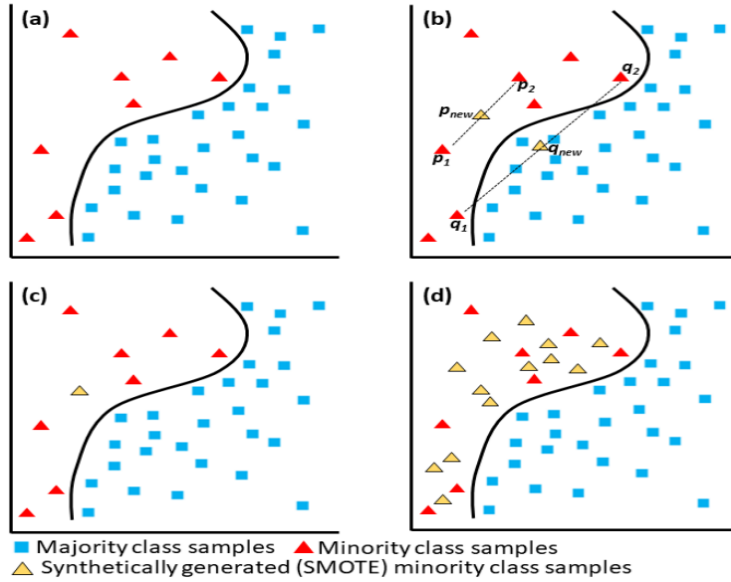 (a)
(b)
q2
p2
pnew
p1
qnew
q1
(c)
(d)
Majority class samples Minority class samples
Synthetically generated (SMOTE) minority class samples